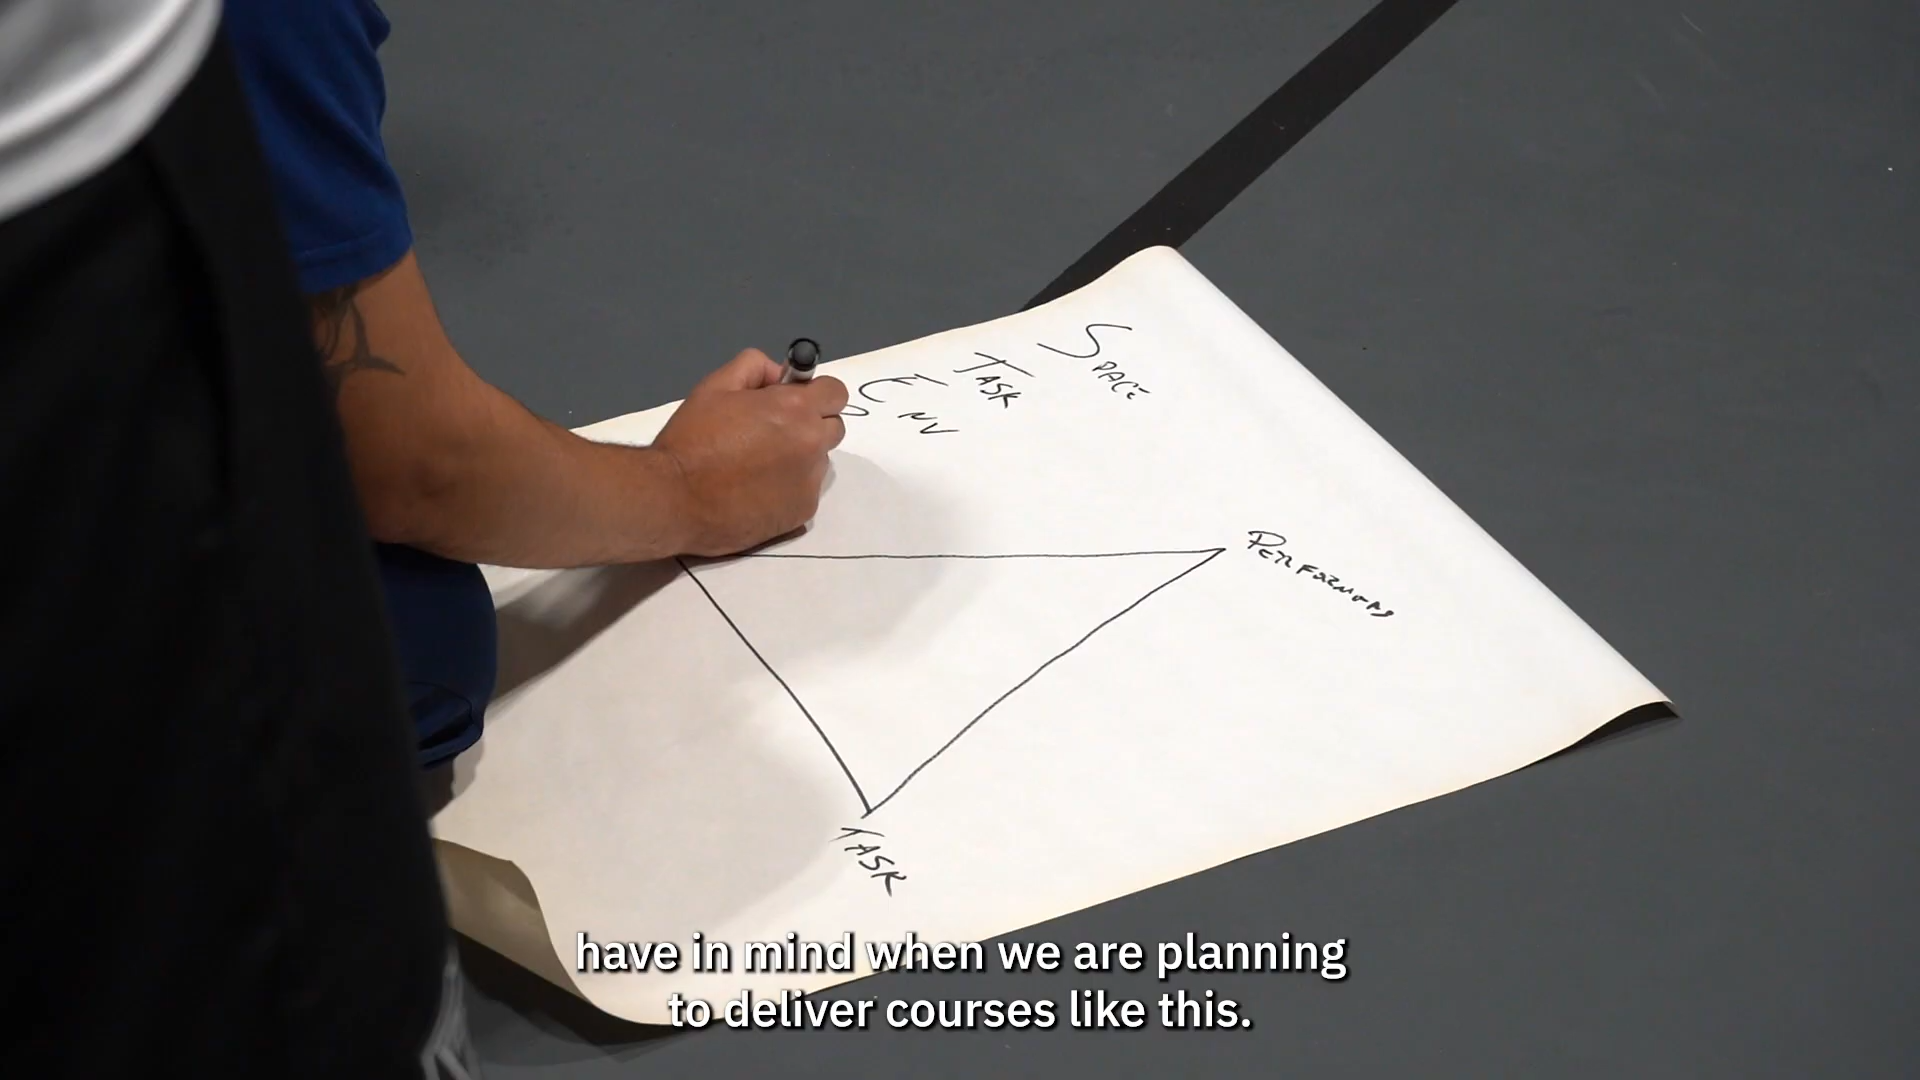 SPACE
TASK
ENV
PERFORMERS
TASK
have in mind when we are planning
to deliver courses like this.